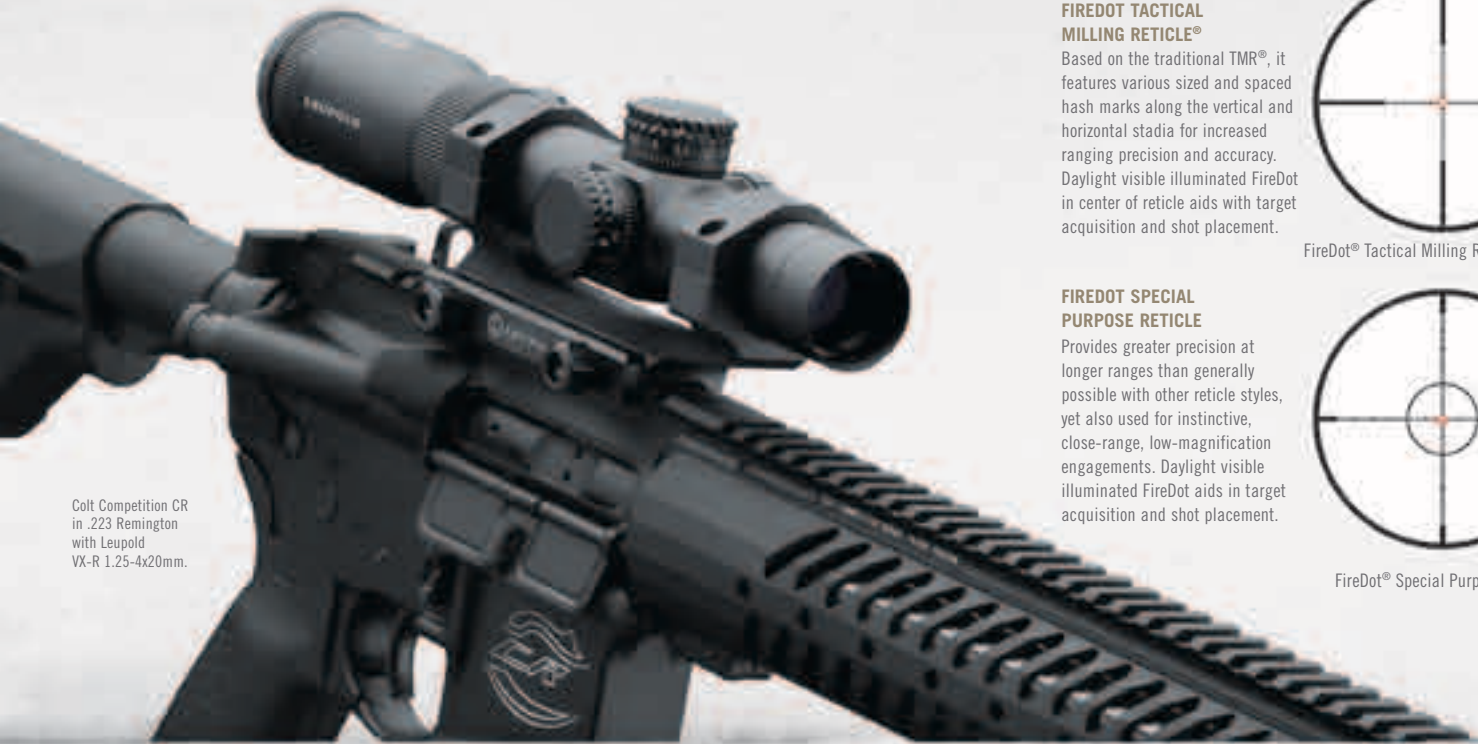 FIREDOT TACTICAL
MILLING RETICLE®
Based on the traditional TMR®, it
features various sized and spaced
hash marks along the vertical and
horizontal stadia for increased
ranging precision and accuracy.
Daylight visible illuminated FireDot
in center of reticle aids with target
acquisition and shot placement.
FireDot® Tactical Milling R
FIREDOT SPECIAL
PURPOSE RETICLE
Provides greater precision at
longer ranges than generally
possible with other reticle styles,
yet also used for instinctive,
close-range, low-magnification
engagements. Daylight visible
illuminated FireDot aids in target
acquisition and shot placement.
FireDot® Special Purp
Colt Competition CR
in .223 Remington
with Leupold
VX-R 1.25-4x20mm.
LEUPOLD